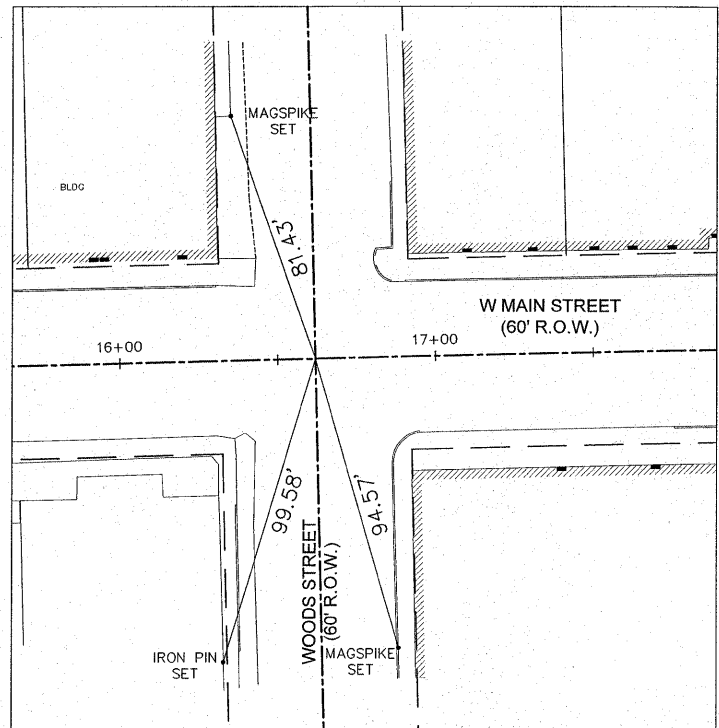 MAGSPIKE
SET
BLDG
81.43'
W MAIN STREET
(60' R.O.W.)
16+00
17+00
99.58'
94.57'
WOODS STREET
(60' R.O.W.)
IRON PIN
SET
MAGSPIKE
SET